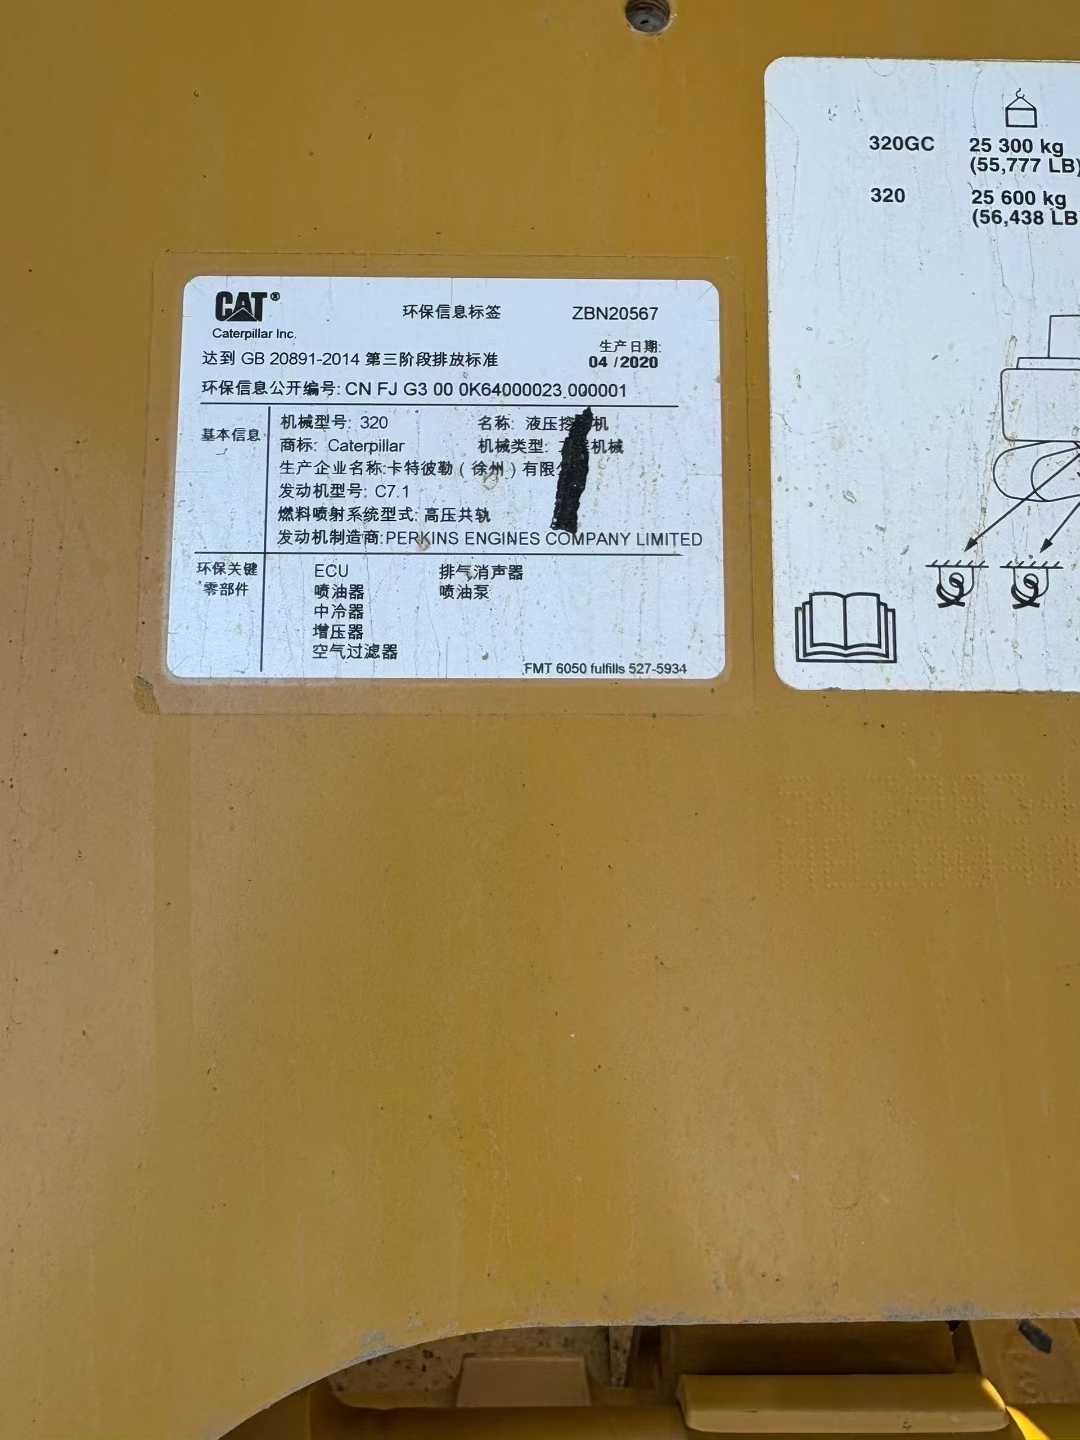 CAT®
Caterpillar Inc.
环保信息标签
ZBN20567
生产日期:
04 /2020
达到 GB 20891-2014 第三阶段排放标准
环保信息公开编号: CN FJ G3 00 0K64000023 000001
基本信息
机械型号: 320 名称: 液压挖机
商标: Caterpillar 机械类型: 机械
生产企业名称:卡特彼勒（徐州）有限
发动机型号: C7.1
燃料喷射系统型式: 高压共轨
发动机制造商:PERKINS ENGINES COMPANY LIMITED
环保关键
零部件
ECU 排气消声器
喷油器 喷油泵
中冷器
增压器
空气过滤器
FMT 6050 fulfills 527-5934
320GC 25 300 kg
(55,777 LB)
320 25 600 kg
(56,438 LB